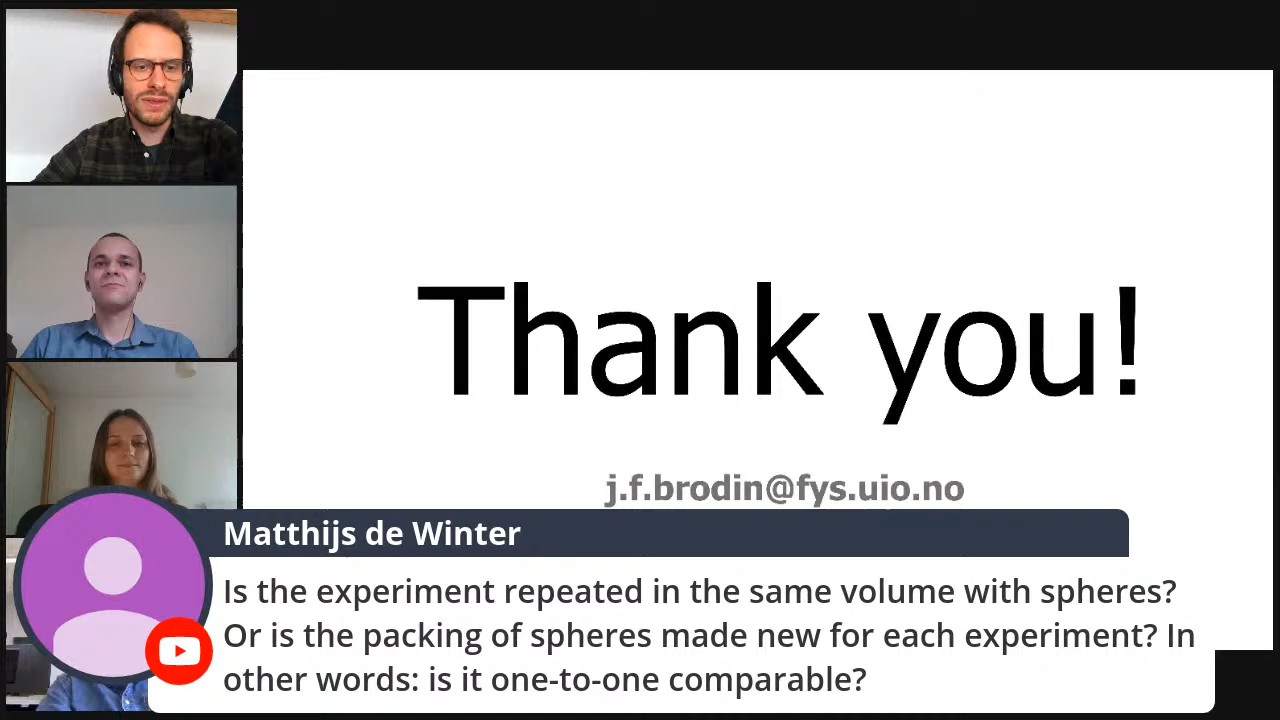 Thank you!
j.f.brodin@fys.uio.no
Matthijs de Winter
Is the experiment repeated in the same volume with spheres?
Or is the packing of spheres made new for each experiment? In
other words: is it one-to-one comparable?